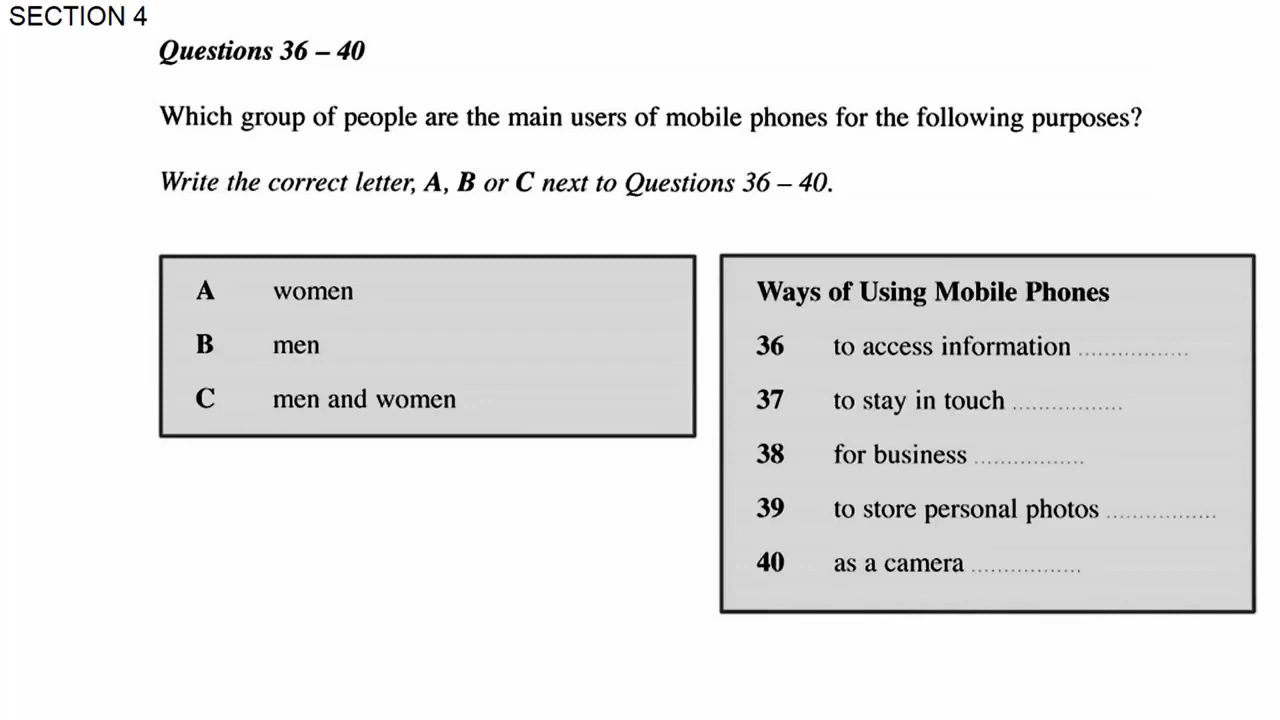 SECTION 4
Questions 36 – 40
Which group of people are the main users of mobile phones for the following purposes?
Write the correct letter, A, B or C next to Questions 36 – 40.
A women
B men
C men and women
Ways of Using Mobile Phones
36 to access information .................
37 to stay in touch .................
38 for business .................
39 to store personal photos .................
40 as a camera .................